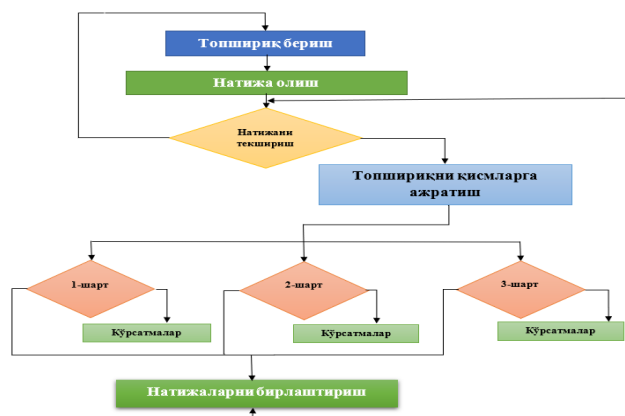 Топшириқ бериш
Натижа олиш
Натижани
текшириш
Топшириқни қисмларга
ажратиш
1-шарт
2-шарт
3-шарт
Кўрсатмалар
Кўрсатмалар
Кўрсатмалар
Натижаларни бирлаштириш